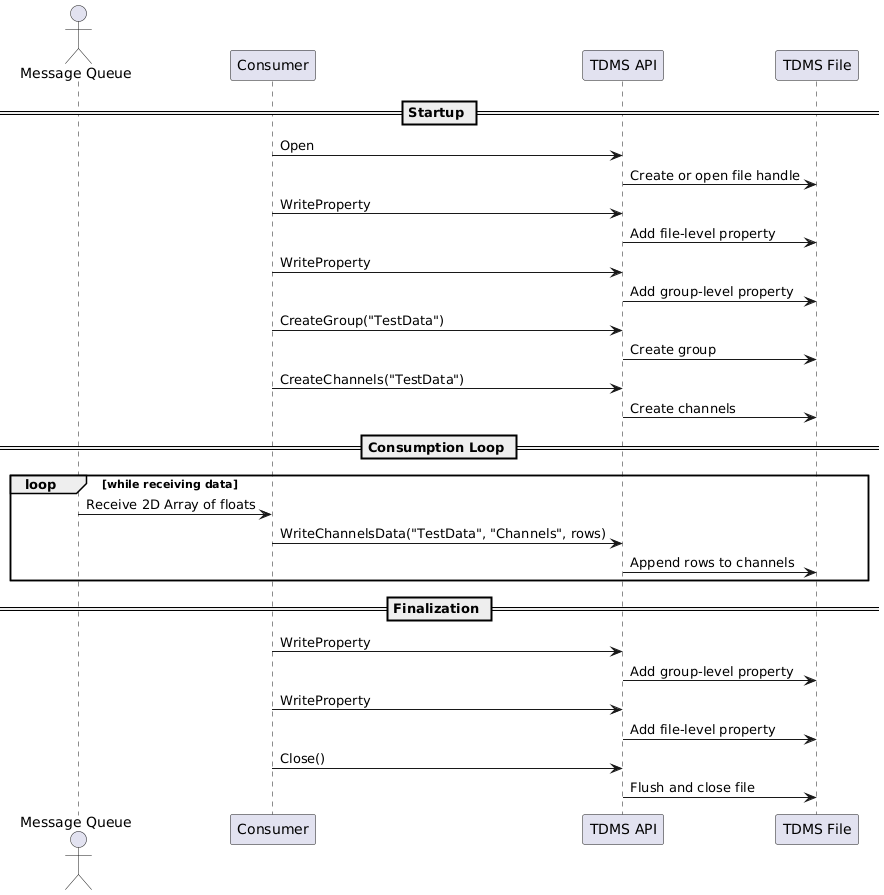 Message Queue
Consumer
TDMS API
TDMS File
Startup
Open
Create or open file handle
WriteProperty
Add file-level property
WriteProperty
Add group-level property
CreateGroup("TestData")
Create group
CreateChannels("TestData")
Create channels
Consumption Loop
loop
[while receiving data]
Receive 2D Array of floats
WriteChannelsData("TestData", "Channels", rows)
Append rows to channels
Finalization
WriteProperty
Add group-level property
WriteProperty
Add file-level property
Close()
Flush and close file
Message Queue
Consumer
TDMS API
TDMS File